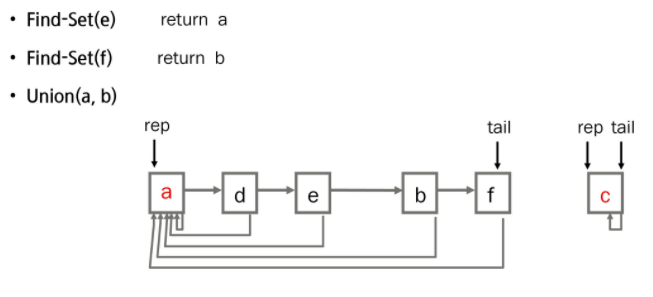 • Find-Set(e) return a
• Find-Set(f) return b
• Union(a, b)
rep tail rep tail
a d e b f c